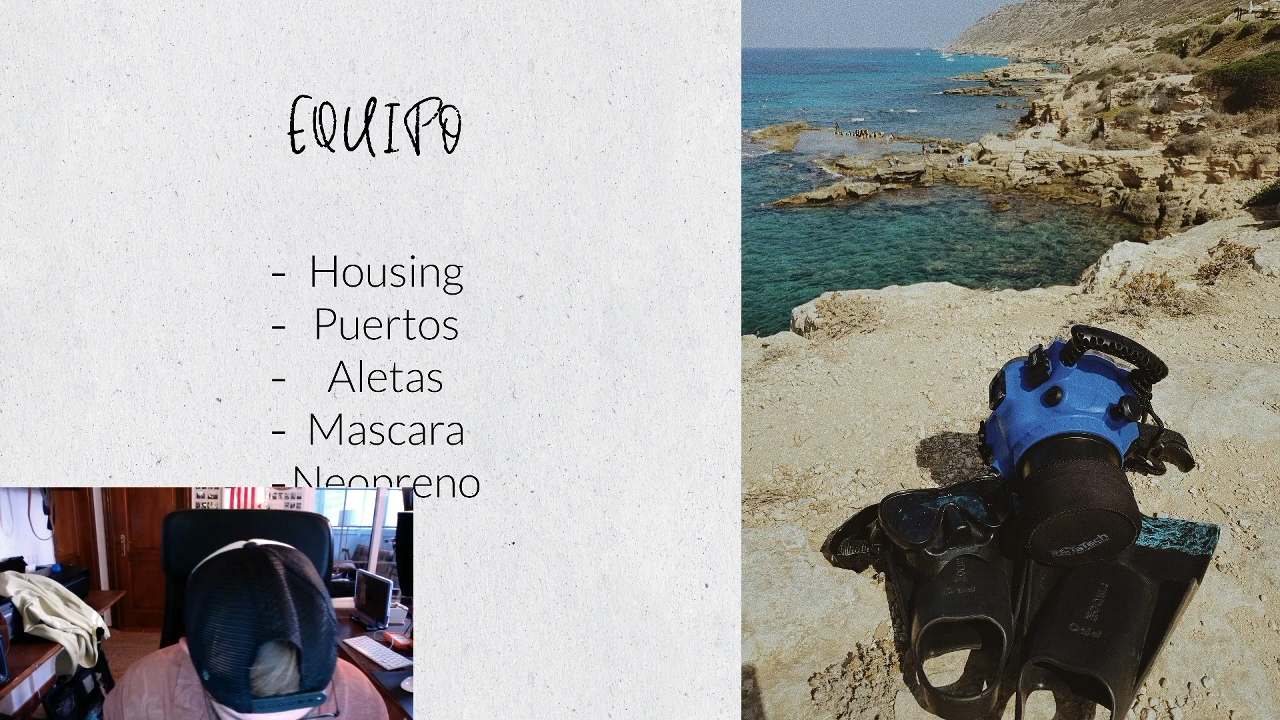 EQUIPO
- Housing
- Puertos
- Aletas
- Mascara
- Neopreno